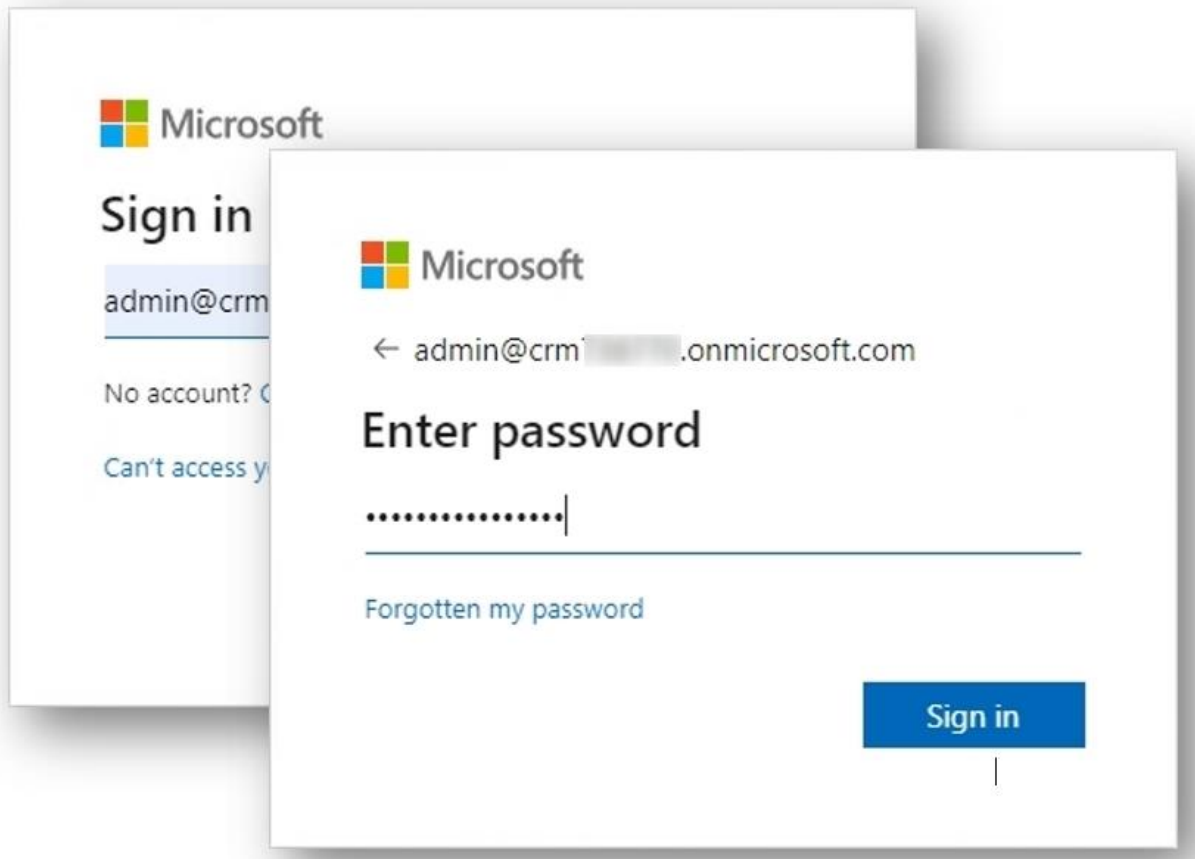 Microsoft
Sign in
admin@crm
No account?
Can't access
Microsoft
← admin@crm .onmicrosoft.com
Enter password
••••••••••••••••
Forgotten my password
Sign in